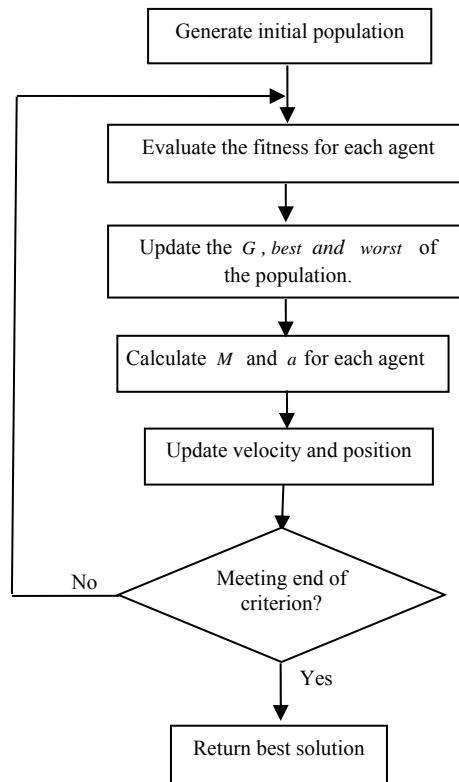 Generate initial population
Evaluate the fitness for each agent
Update the G , best and worst of
the population.
Calculate M and a for each agent
Update velocity and position
Meeting end of
criterion?
No
Yes
Return best solution